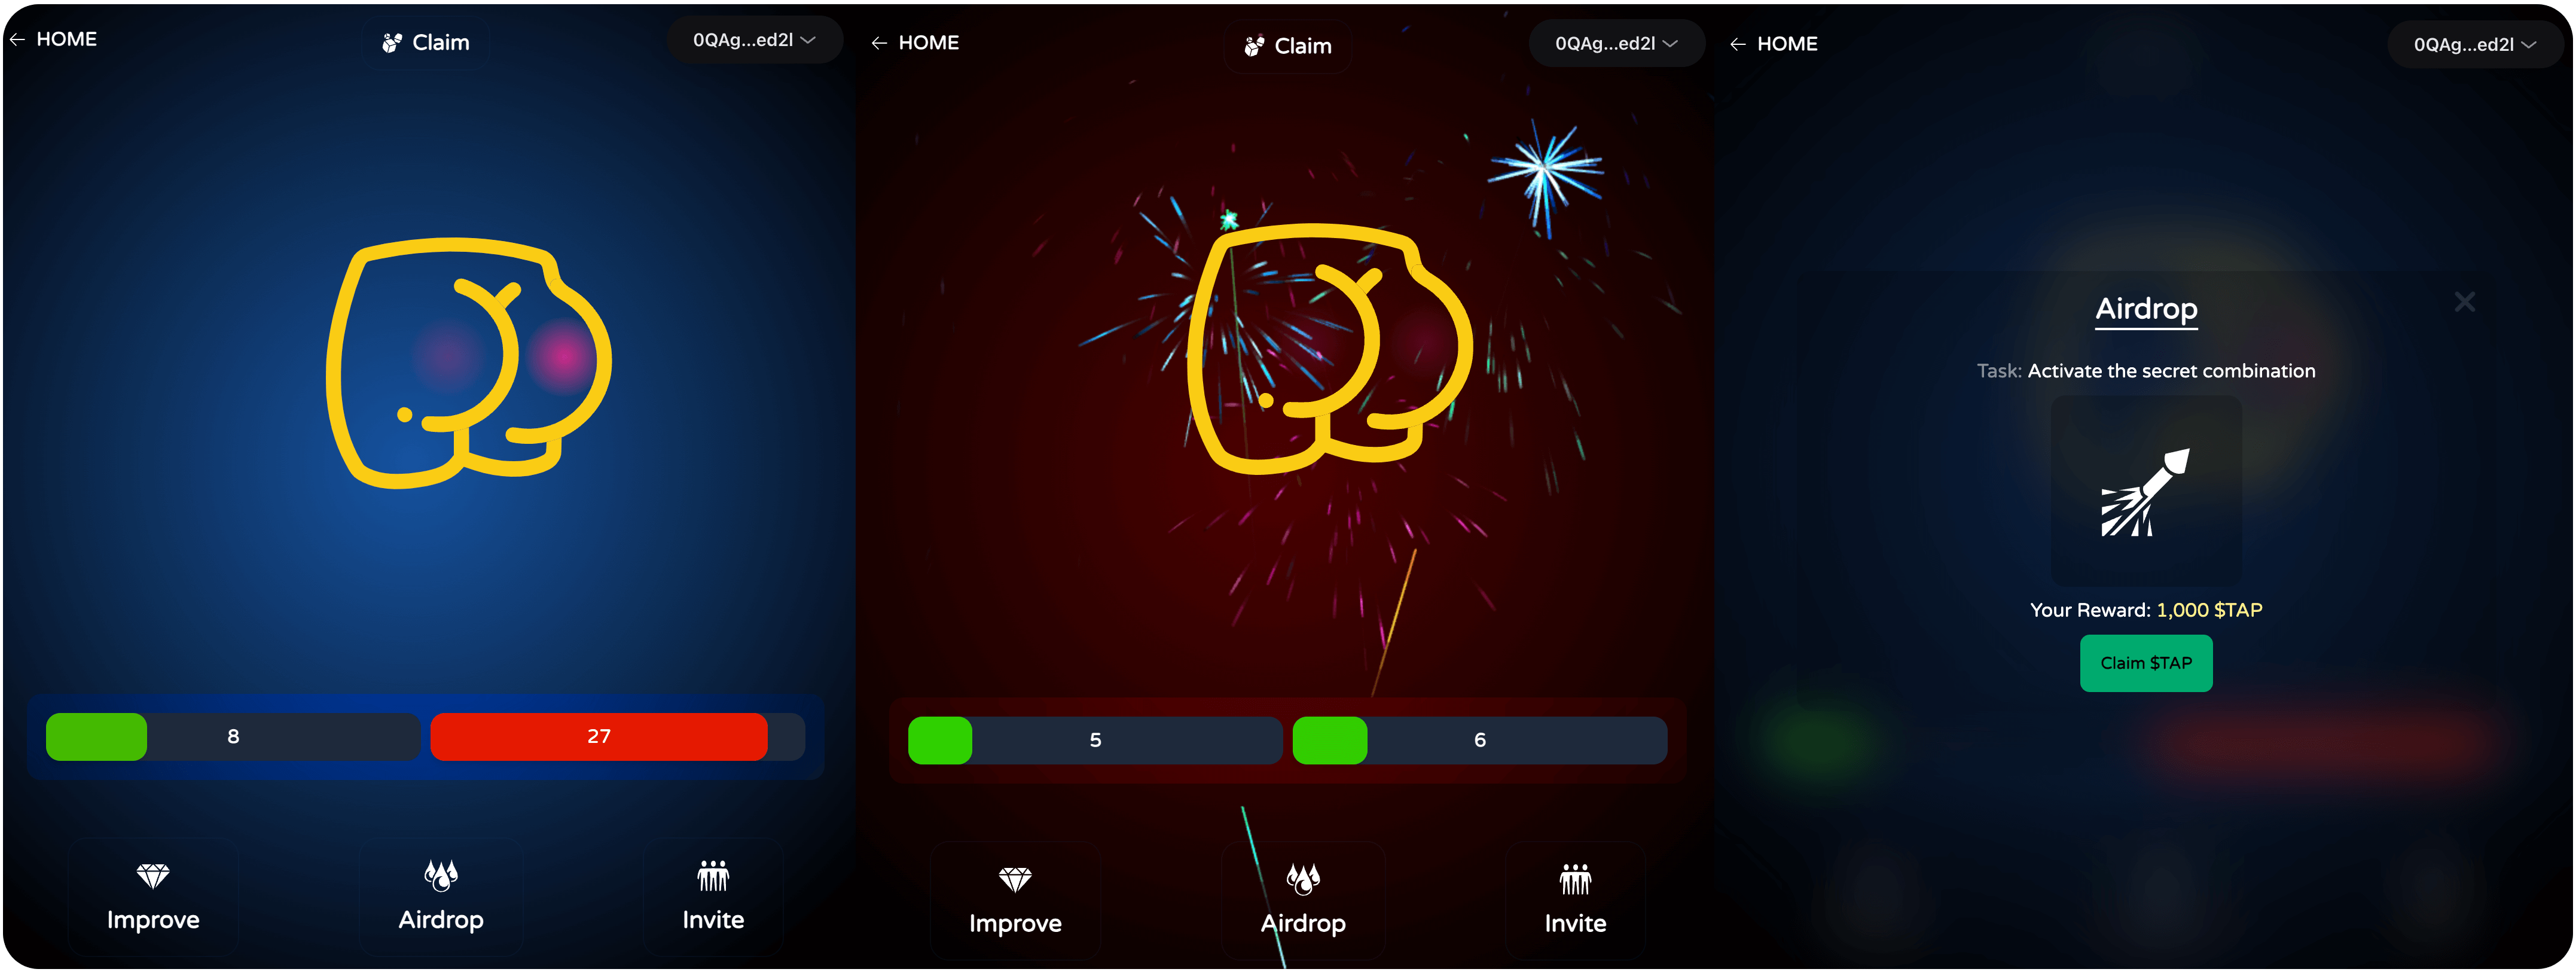 HOME
Claim
0QAg...ed2l
8
27
Improve
Airdrop
Invite
HOME
Claim
0QAg...ed2l
5
6
Improve
Airdrop
Invite
HOME
0QAg...ed2l
Airdrop
Task: Activate the secret combination
Your Reward: 1,000 $TAP
Claim $TAP